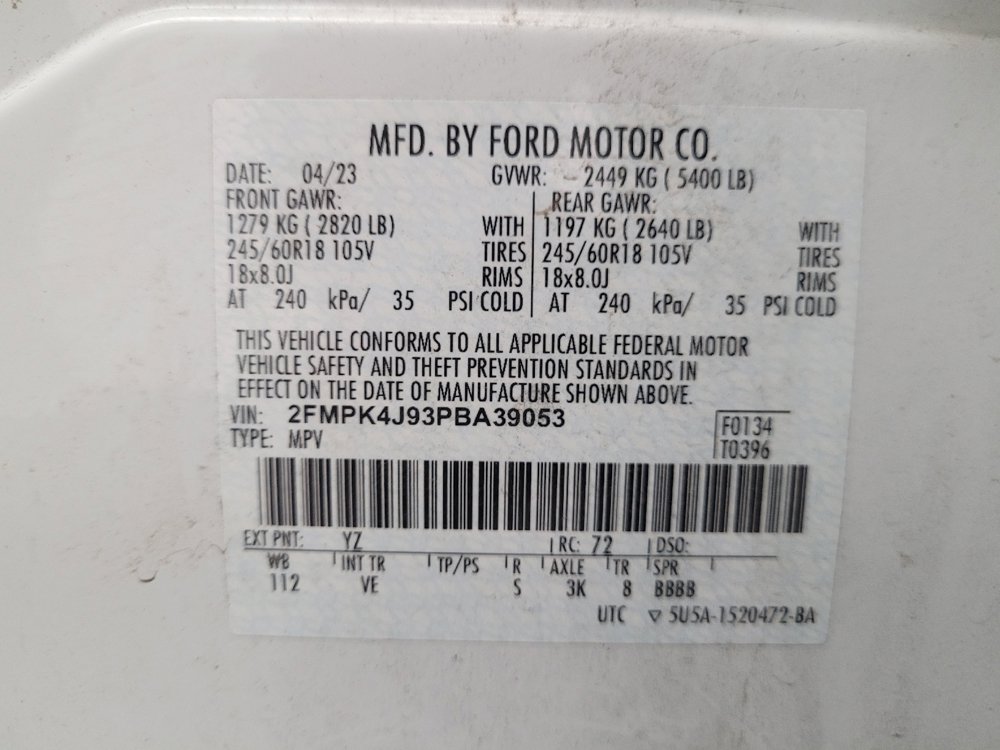 MFD. BY FORD MOTOR CO.
DATE: 04/23 GVWR: 2449 KG ( 5400 LB)
FRONT GAWR: REAR GAWR:
1279 KG ( 2820 LB) WITH 1197 KG ( 2640 LB) WITH
245/60R18 105V TIRES 245/60R18 105V TIRES
18x8.0J RIMS 18x8.0J RIMS
AT 240 kPa/ 35 PSI COLD AT 240 kPa/ 35 PSI COLD
THIS VEHICLE CONFORMS TO ALL APPLICABLE FEDERAL MOTOR
VEHICLE SAFETY AND THEFT PREVENTION STANDARDS IN
EFFECT ON THE DATE OF MANUFACTURE SHOWN ABOVE.
VIN: 2FMPK4J93PBA39053
TYPE: MPV
F0134
T0396
EXT PNT: YZ RC: 72 DSO:
WB INT TR TP/PS R AXLE TR SPR
112 VE S 3K 8 BBBB
UTC ▽ 5U5A-1520472-BA